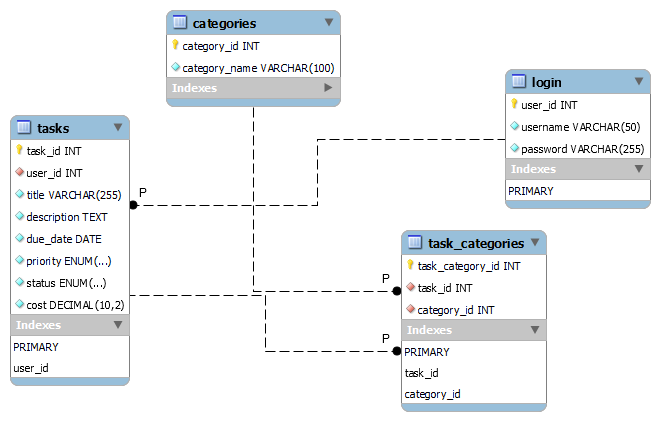 categories
category_id INT
category_name VARCHAR(100)
Indexes
login
user_id INT
username VARCHAR(50)
password VARCHAR(255)
Indexes
PRIMARY
tasks
task_id INT
user_id INT
title VARCHAR(255)
description TEXT
due_date DATE
priority ENUM(...)
status ENUM(...)
cost DECIMAL(10,2)
Indexes
PRIMARY
user_id
P
task_categories
task_category_id INT
task_id INT
category_id INT
Indexes
PRIMARY
task_id
category_id
P
P